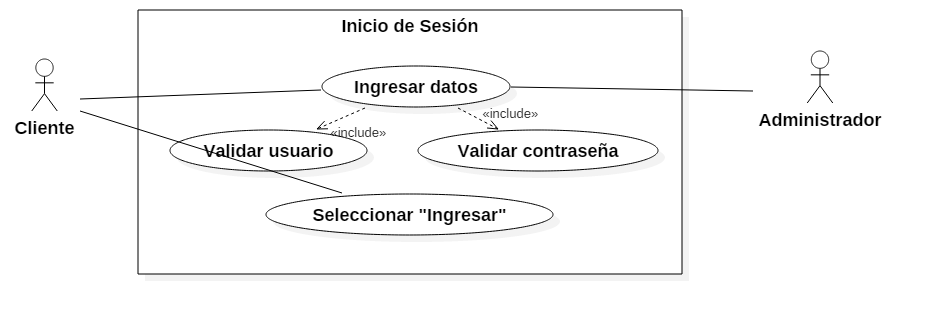 Inicio de Sesión
Ingresar datos
«include»
«include»
Cliente
Administrador
Validar usuario
Validar contraseña
Seleccionar "Ingresar"